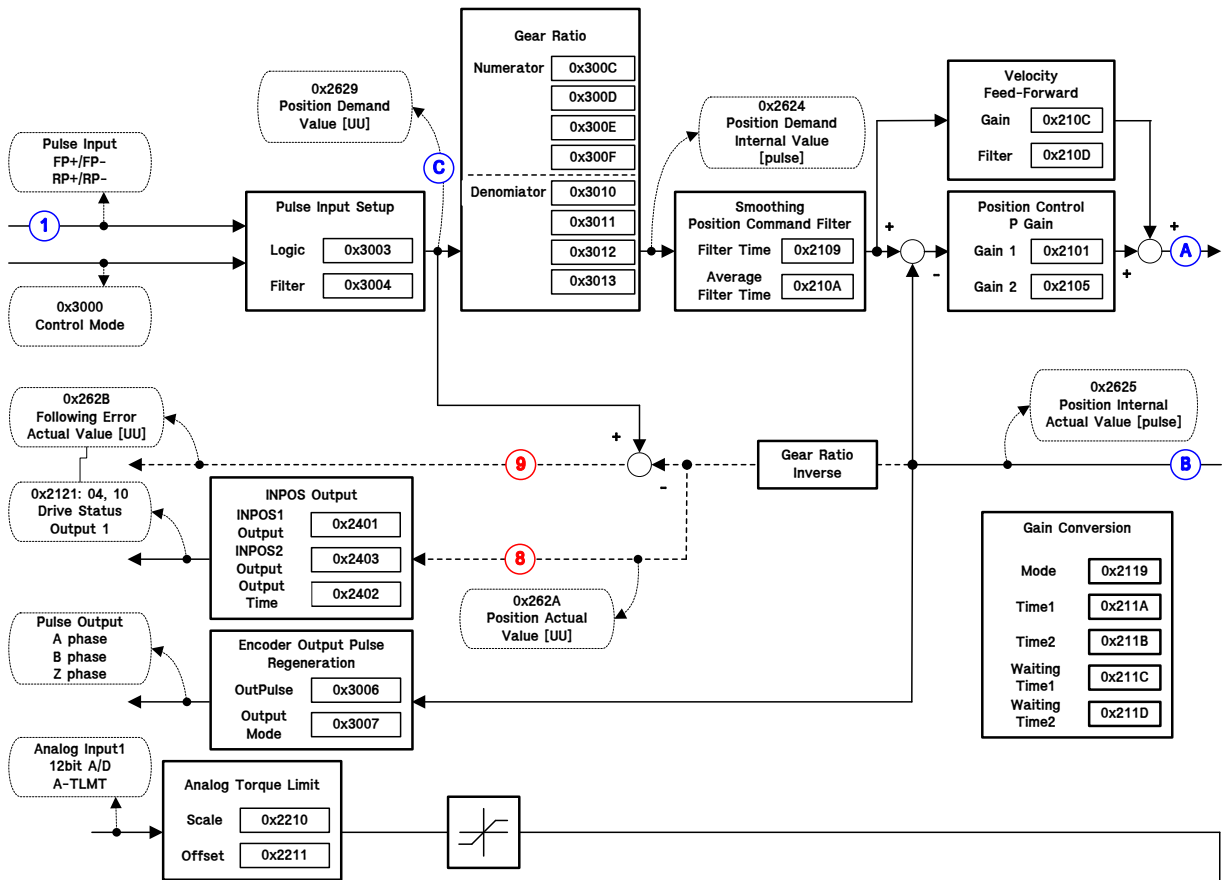 Gear Ratio
Numerator
0x300C
0x300D
0x300E
0x300F
Denomiator
0x3010
0x3011
0x3012
0x3013
0x2629
Position Demand
Value [UU]
C
Pulse Input
FP+/FP-
RP+/RP-
1
0x3000
Control Mode
Pulse Input Setup
Logic
0x3003
Filter
0x3004
0x2624
Position Demand
Internal Value
[pulse]
Smoothing
Position Command Filter
Filter Time
0x2109
Average
Filter Time
0x210A
Velocity
Feed-Forward
Gain
0x210C
Filter
0x210D
+
-
Position Control
P Gain
Gain 1
0x2101
Gain 2
0x2105
+
+
A
0x262B
Following Error
Actual Value [UU]
9
+
-
Gear Ratio
Inverse
0x2625
Position Internal
Actual Value [pulse]
B
0x2121: 04, 10
Drive Status
Output 1
INPOS Output
INPOS1
Output
0x2401
INPOS2
Output
0x2403
Output
Time
0x2402
8
0x262A
Position Actual
Value [UU]
Gain Conversion
Mode
0x2119
Time1
0x211A
Time2
0x211B
Waiting
Time1
0x211C
Waiting
Time2
0x211D
Pulse Output
A phase
B phase
Z phase
Encoder Output Pulse
Regeneration
OutPulse
0x3006
Output
Mode
0x3007
Analog Input1
12bit A/D
A-TLMT
Analog Torque Limit
Scale
0x2210
Offset
0x2211